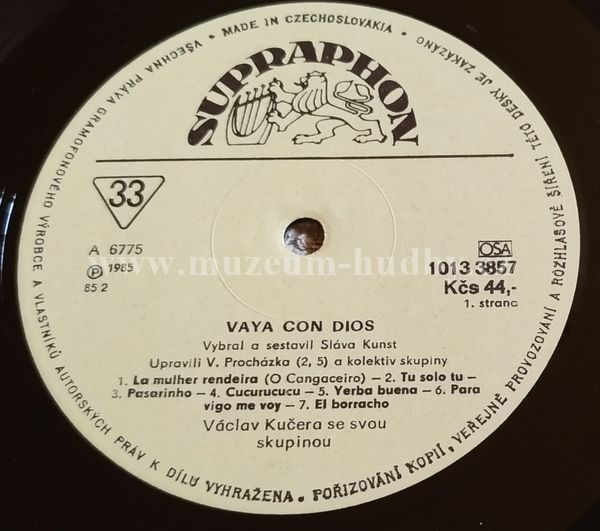 VŠECHNA PRÁVA GRAMOFONOVÉHO VÝROBCE A VLASTNÍKŮ AUTORSKÝCH PRÁV K DÍLU VYHRAŽENA. POŘIZOVÁNÍ KOPIÍ, VEŘEJNÉ PROVOZOVÁNÍ A ROZHLASOVÉ ŠÍŘENÍ TÉTO DESKY JE ZAKÁZÁNO
• MADE IN CZECHOSLOVAKIA •
SUPRAPHON
33
A 6775
℗ 1985
85 2
OSA
1013 3857
Kčs 44,-
1. strana
www.muzeum-hudby
VAYA CON DIOS
Vybral a sestavil Sláva Kunst
Upravili V. Procházka (2, 5) a kolektiv skupiny
1. La mulher rendeira (O Cangaceiro) – 2. Tu solo tu –
3. Pasarinho – 4. Cucurucucu – 5. Yerba buena – 6. Para
vigo me voy – 7. El borracho
Václav Kučera se svou
skupinou